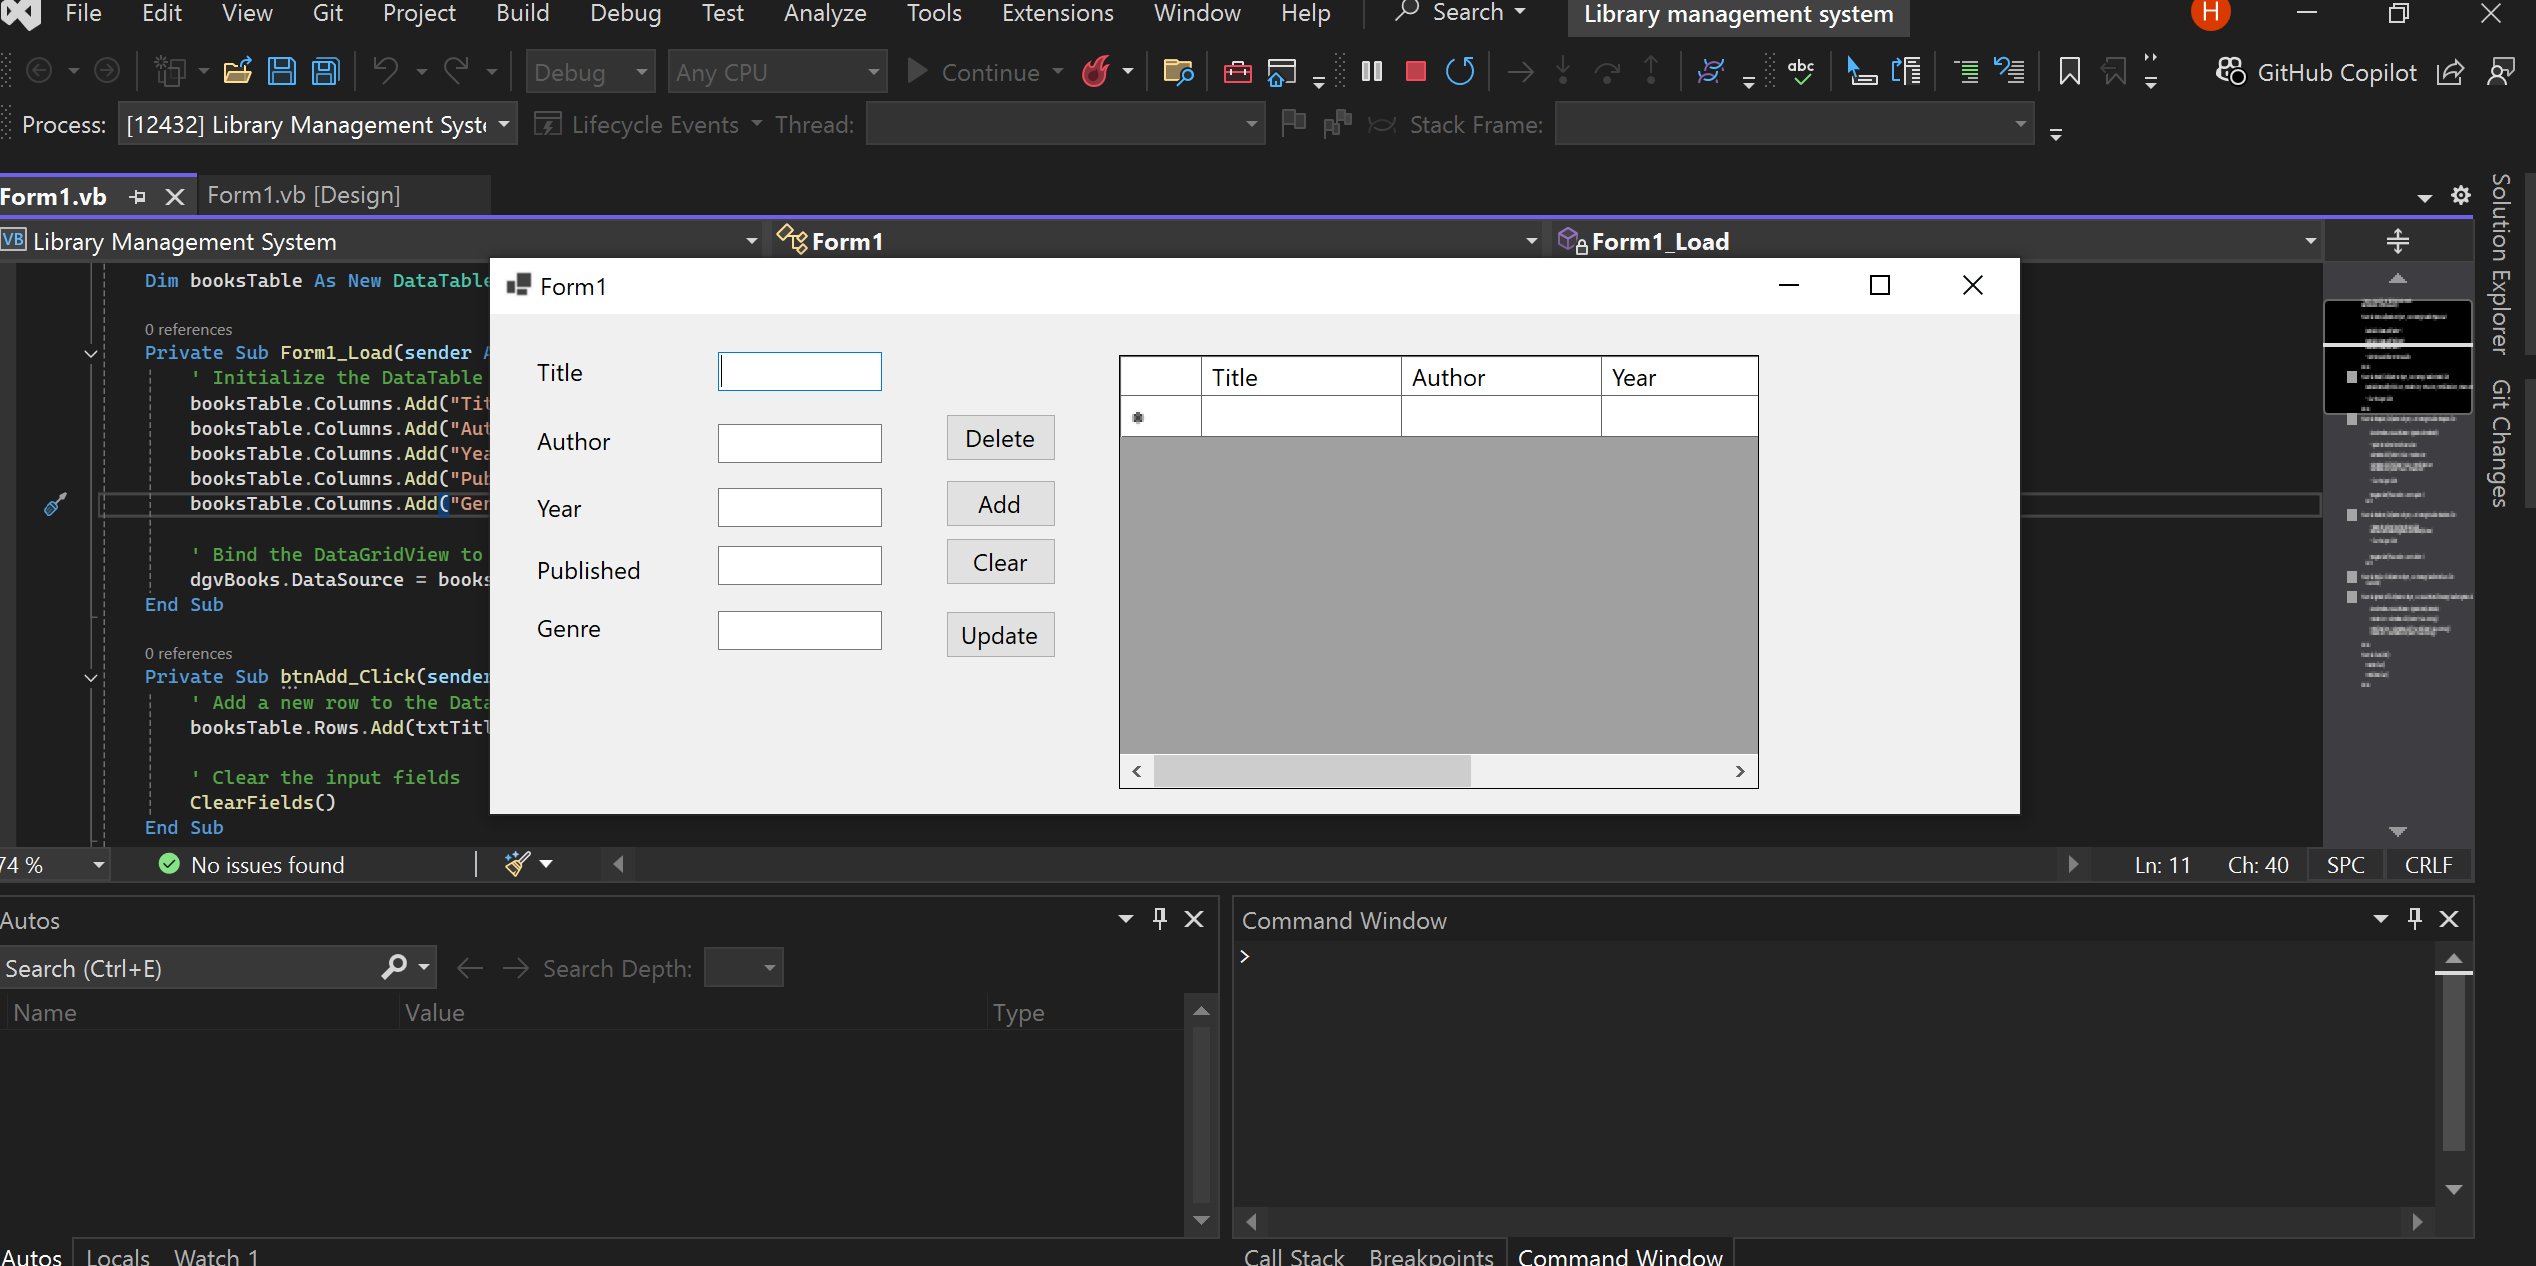 File Edit View Git Project Build Debug Test Analyze Tools Extensions Window Help Search Library management system H
Debug Any CPU Continue abc GitHub Copilot
Process: [12432] Library Management Syste Lifecycle Events Thread: Stack Frame:
Form1.vb Form1.vb [Design]
VB Library Management System Form1 Form1_Load
Dim booksTable As New DataTable
0 references
Private Sub Form1_Load(sender A
' Initialize the DataTable
booksTable.Columns.Add("Tit
booksTable.Columns.Add("Aut
booksTable.Columns.Add("Yea
booksTable.Columns.Add("Pub
booksTable.Columns.Add("Gen
' Bind the DataGridView to
dgvBooks.DataSource = books
End Sub
0 references
Private Sub btnAdd_Click(sender
' Add a new row to the Data
booksTable.Rows.Add(txtTitl
' Clear the input fields
ClearFields()
End Sub
Form1
Title
Author
Year
Published
Genre
Delete
Add
Clear
Update
Title Author Year
Solution Explorer
Git Changes
74 % No issues found Ln: 11 Ch: 40 SPC CRLF
Autos
Search (Ctrl+E) Search Depth:
Name Value Type
Autos Locals Watch 1
Command Window
>
Call Stack Breakpoints Command Window